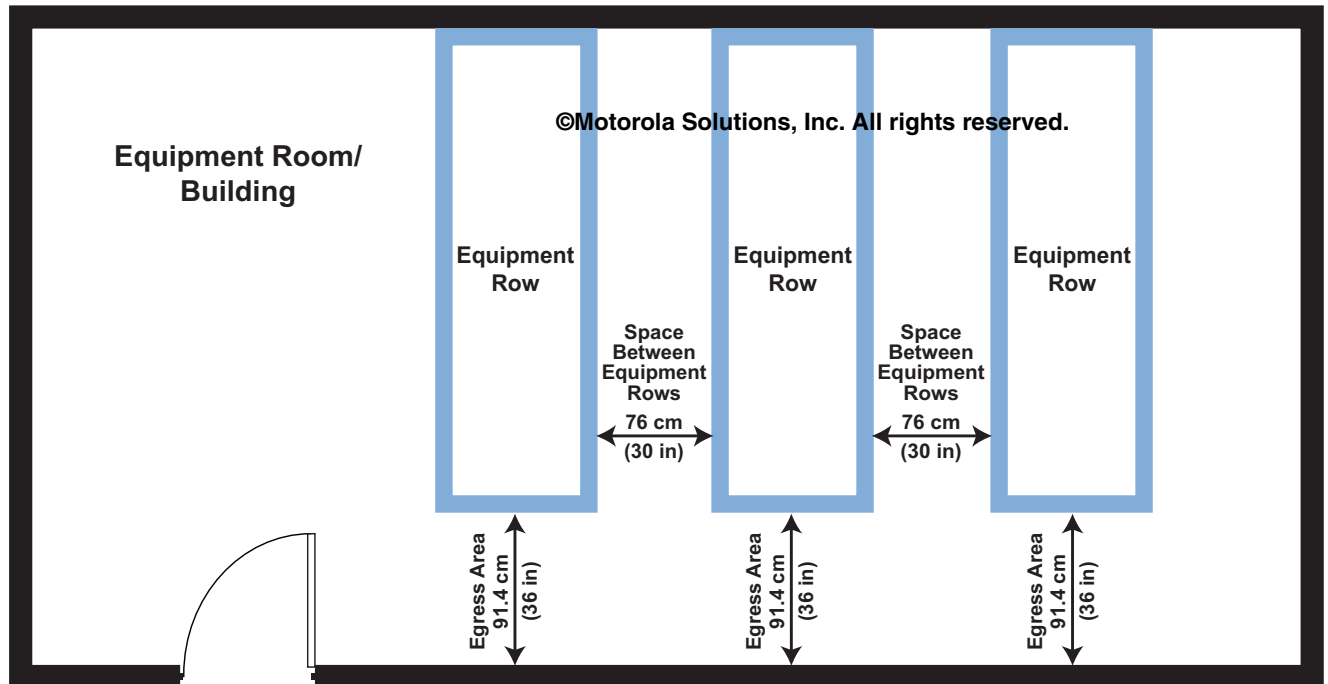 ©Motorola Solutions, Inc. All rights reserved.
Equipment Room/
Building
Equipment
Row
Equipment
Row
Equipment
Row
Space
Between
Equipment
Rows
76 cm
(30 in)
Space
Between
Equipment
Rows
76 cm
(30 in)
Egress Area
91.4 cm
(36 in)
Egress Area
91.4 cm
(36 in)
Egress Area
91.4 cm
(36 in)